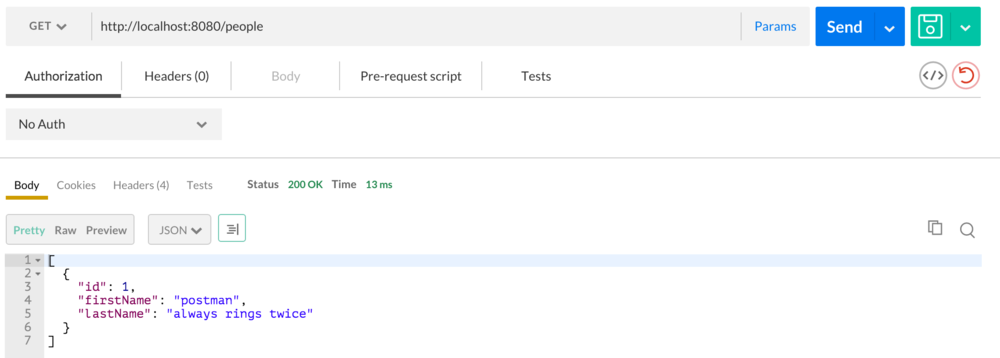 GET http://localhost:8080/people Params Send
Authorization Headers (0) Body Pre-request script Tests
No Auth
Body Cookies Headers (4) Tests Status 200 OK Time 13 ms
Pretty Raw Preview JSON
1 [
2 {
3 "id": 1,
4 "firstName": "postman",
5 "lastName": "always rings twice"
6 }
7 ]